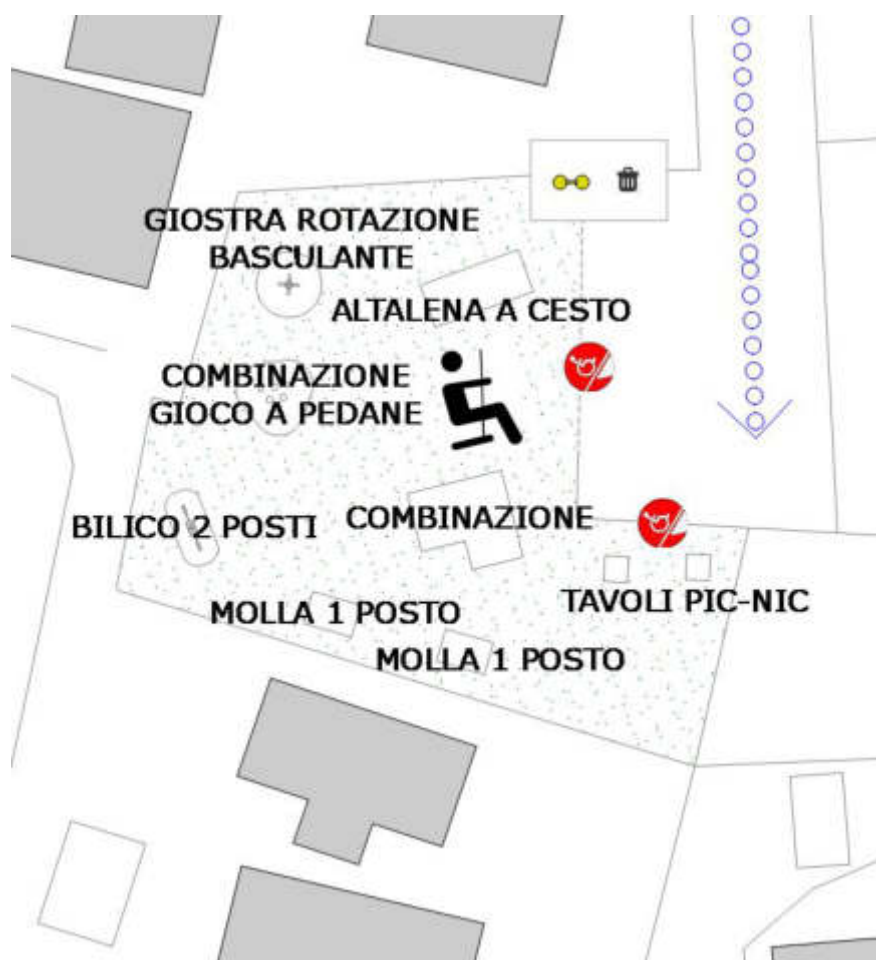 GIOSTRA ROTAZIONE
BASCULANTE
ALTALENA A CESTO
COMBINAZIONE
GIOCO A PEDANE
BILICO 2 POSTI
COMBINAZIONE
MOLLA 1 POSTO
TAVOLI PIC-NIC
MOLLA 1 POSTO